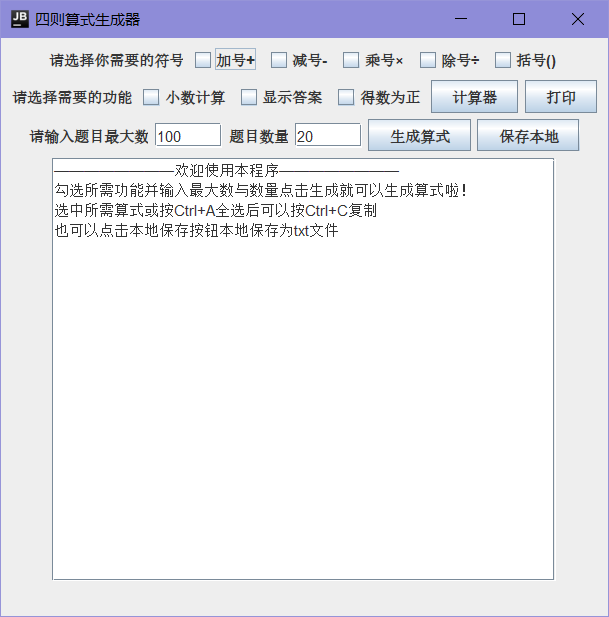 JB 四则算式生成器
请选择你需要的符号 加号+ 减号- 乘号× 除号÷ 括号()
请选择需要的功能 小数计算 显示答案 得数为正 计算器 打印
请输入题目最大数 100 题目数量 20 生成算式 保存本地
————————欢迎使用本程序————————
勾选所需功能并输入最大数与数量点击生成就可以生成算式啦!
选中所需算式或按Ctrl+A全选后可以按Ctrl+C复制
也可以点击本地保存按钮本地保存为txt文件